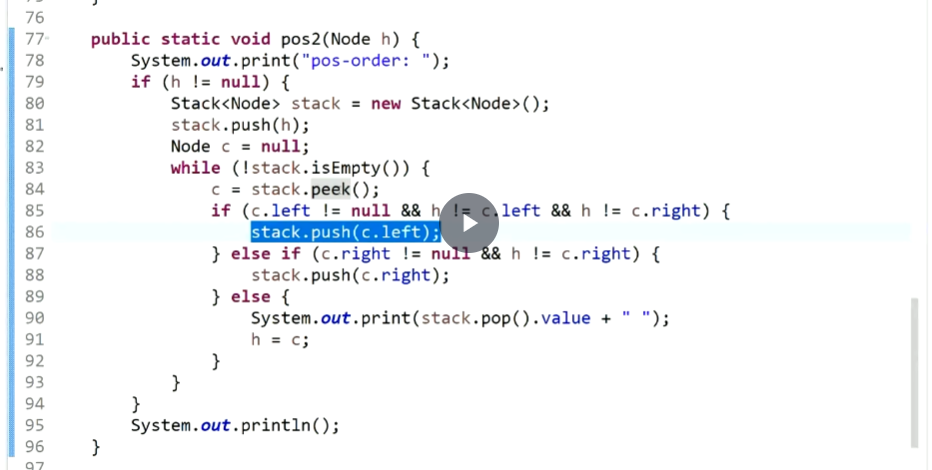 76
77 public static void pos2(Node h) {
78 System.out.print("pos-order: ");
79 if (h != null) {
80 Stack<Node> stack = new Stack<Node>();
81 stack.push(h);
82 Node c = null;
83 while (!stack.isEmpty()) {
84 c = stack.peek();
85 if (c.left != null && h != c.left && h != c.right) {
86 stack.push(c.left);
87 } else if (c.right != null && h != c.right) {
88 stack.push(c.right);
89 } else {
90 System.out.print(stack.pop().value + " ");
91 h = c;
92 }
93 }
94 }
95 System.out.println();
96 }
97